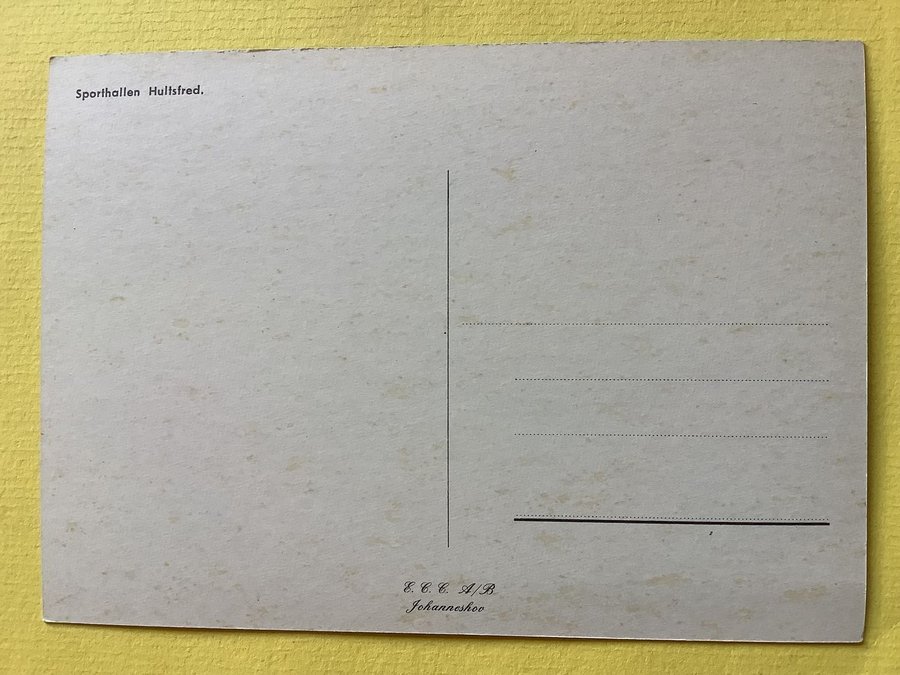 Sporthallen Hultsfred.
E. C. C. A/B
Johanneshov